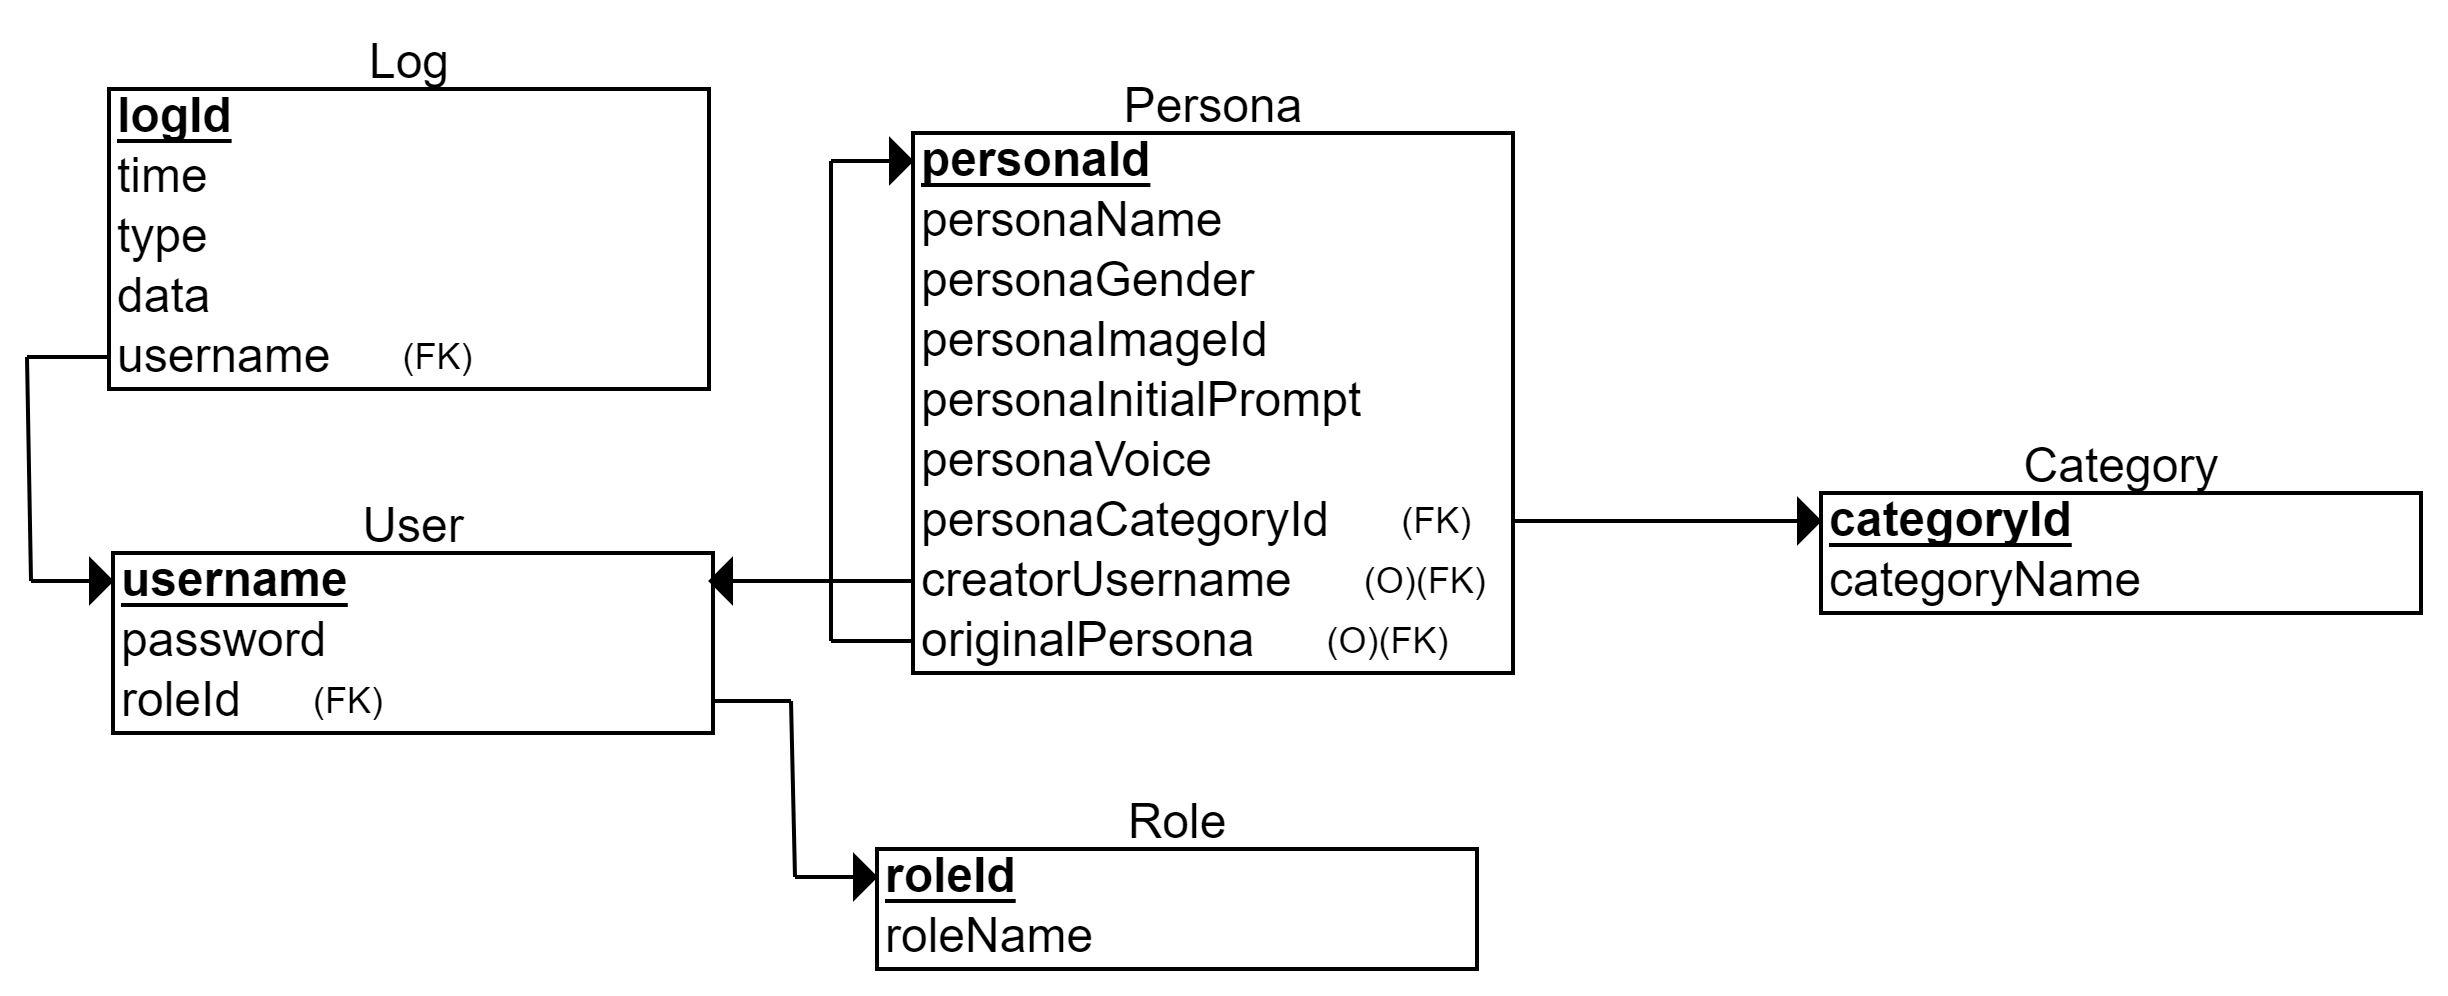 Log
logId
time
type
data
username (FK)
User
username
password
roleId (FK)
Persona
personaId
personaName
personaGender
personaImageId
personaInitialPrompt
personaVoice
personaCategoryId (FK)
creatorUsername (O)(FK)
originalPersona (O)(FK)
Category
categoryId
categoryName
Role
roleId
roleName